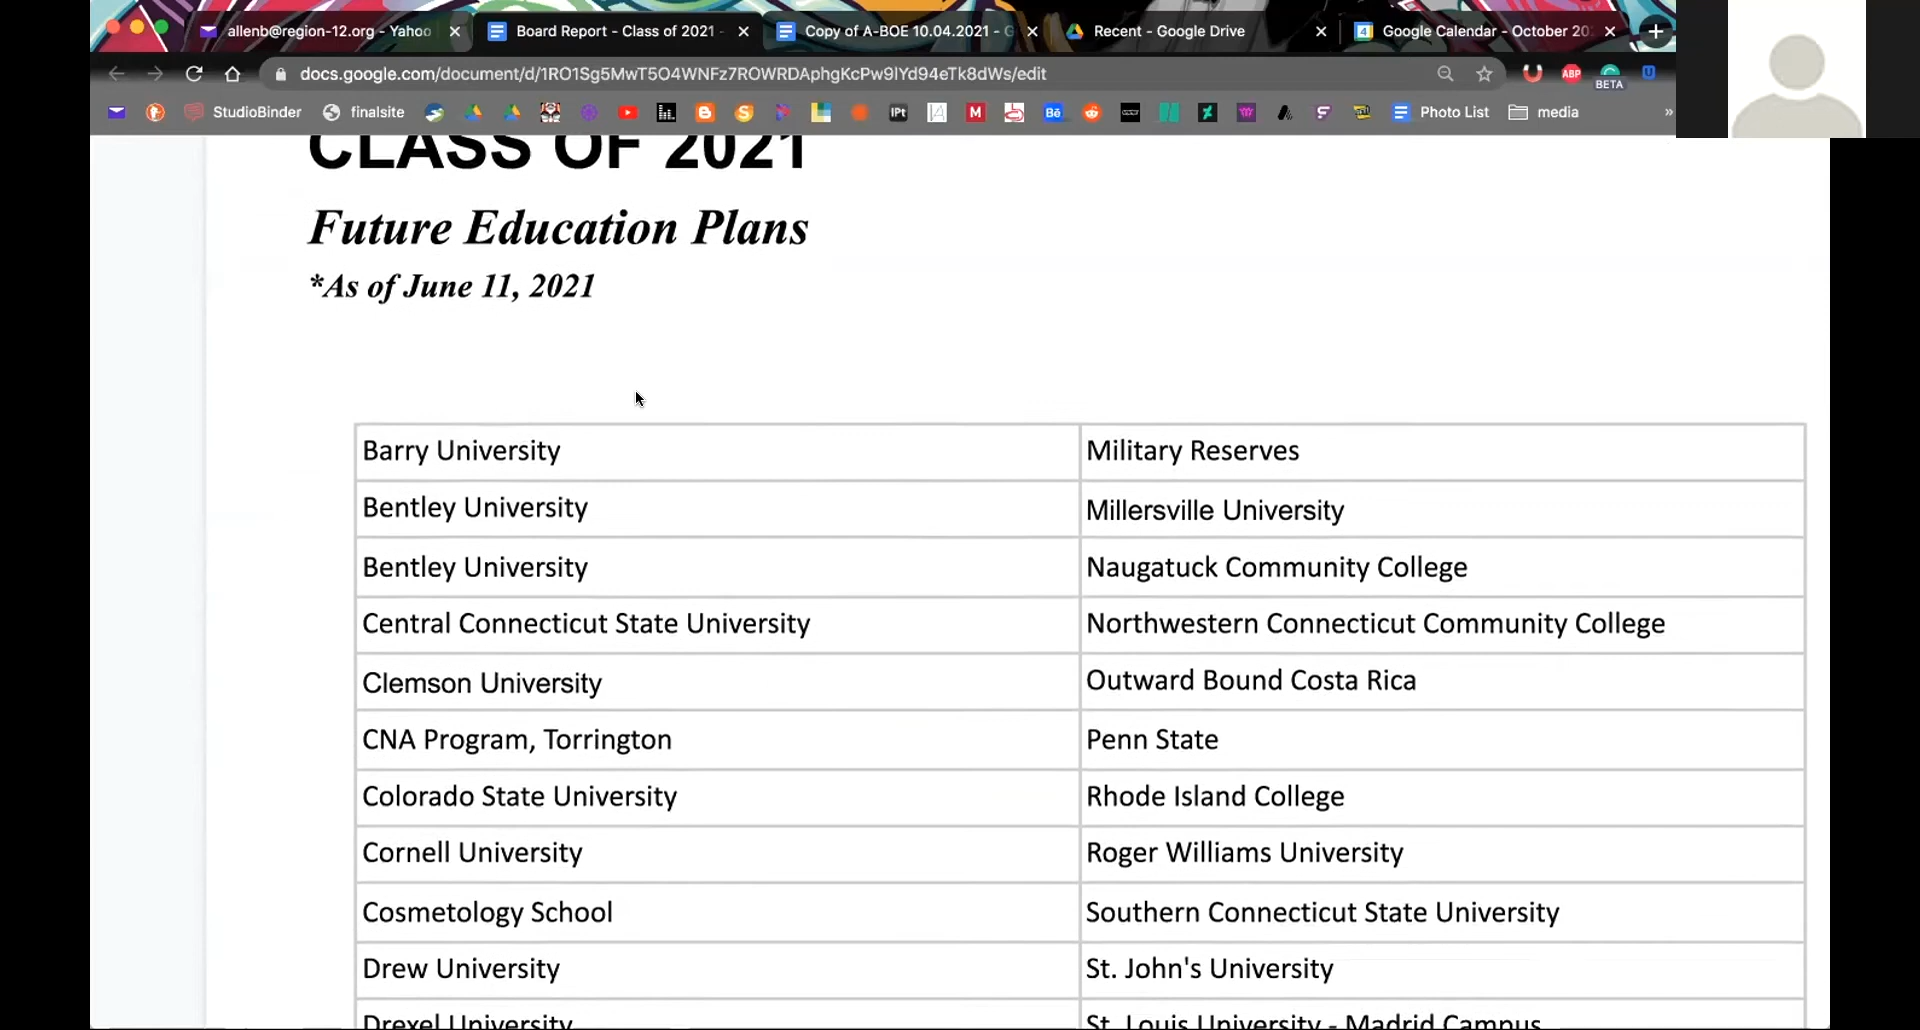 allenb@region-12.org - Yahoo
Board Report - Class of 2021 -
Copy of A-BOE 10.04.2021 - G
Recent - Google Drive
4
Google Calendar - October 20
docs.google.com/document/d/1RO1Sg5MwT5O4WNFz7ROWRDAphgKcPw9lYd94eTk8dWs/edit
ABP
BETA
StudioBinder
finalsite
IPt
M
Bē
Photo List
media
»
CLASS OF 2021
Future Education Plans
*As of June 11, 2021
Barry University
Military Reserves
Bentley University
Millersville University
Bentley University
Naugatuck Community College
Central Connecticut State University
Northwestern Connecticut Community College
Clemson University
Outward Bound Costa Rica
CNA Program, Torrington
Penn State
Colorado State University
Rhode Island College
Cornell University
Roger Williams University
Cosmetology School
Southern Connecticut State University
Drew University
St. John's University
Drexel University
St. Louis University - Madrid Campus